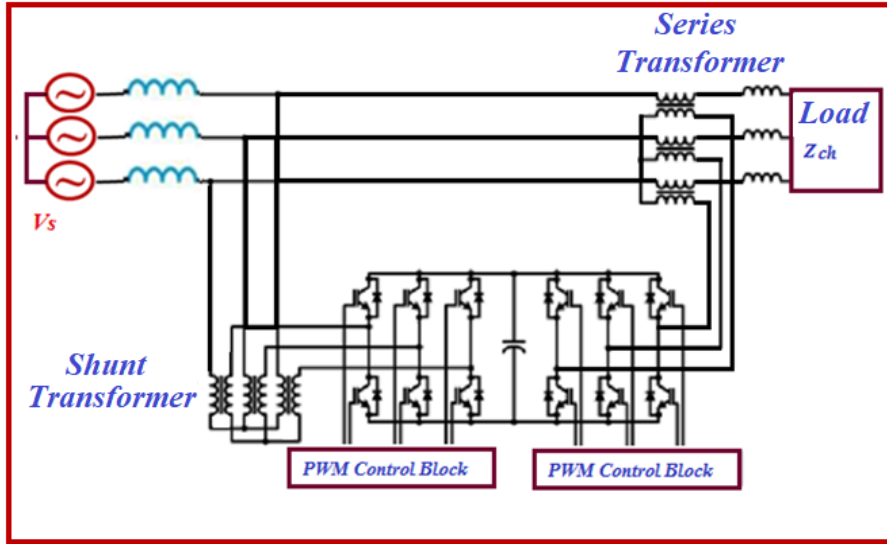 Series
Transformer
Load
Zch
Vs
Shunt
Transformer
PWM Control Block
PWM Control Block